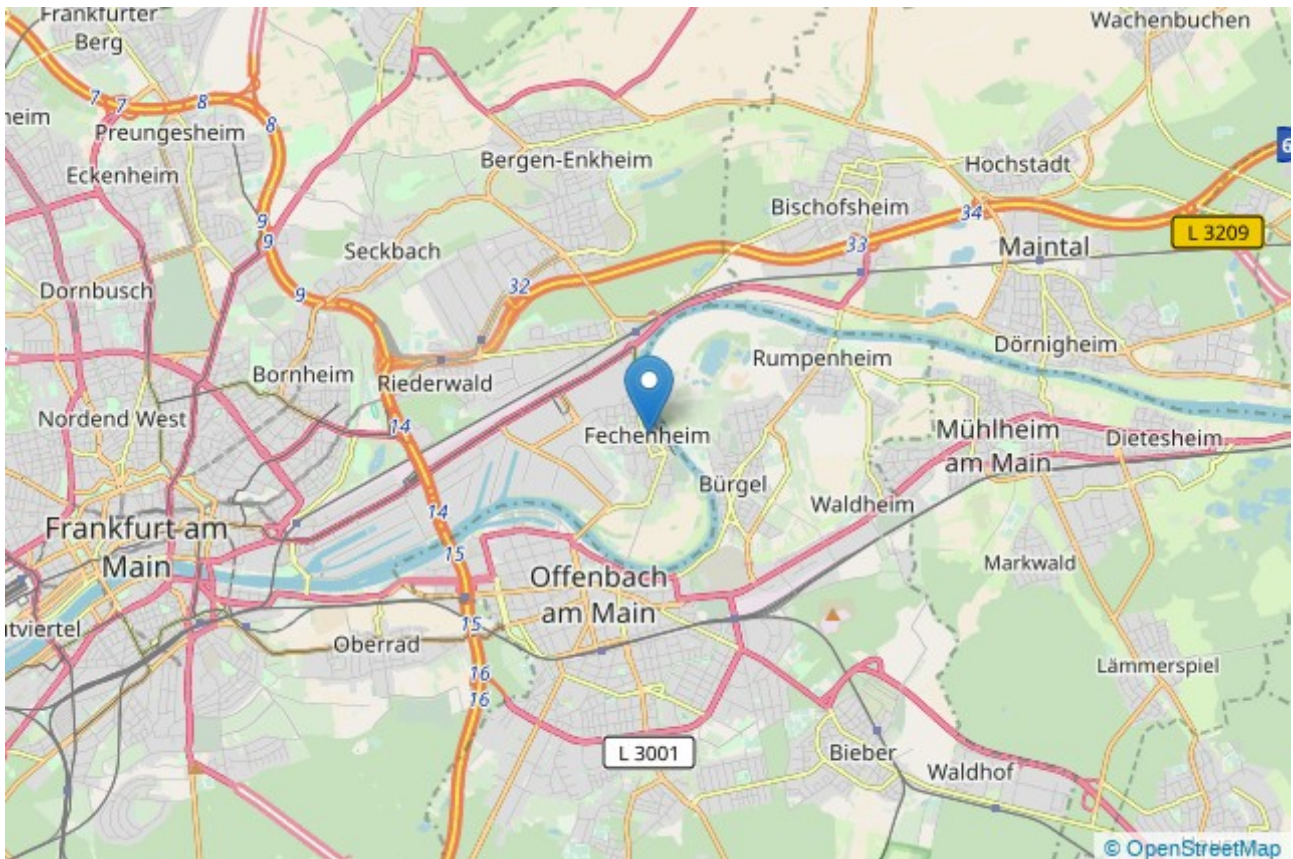 Frankfurter
Berg
Wachenbuchen
7
7
8
8
Preungesheim
Eckenheim
Bergen-Enkheim
Hochstadt
6
Bischofsheim
34
L 3209
9
9
Seckbach
33
Maintal
Dornbusch
9
32
Bornheim
Riederwald
Rumpenheim
Dörnigheim
Nordend West
14
Fechenheim
Mühlheim
am Main
Dietesheim
Bürgel
Waldheim
Frankfurt am
Main
14
15
Offenbach
am Main
Markwald
Oberrad
15
16
16
Lämmerspiel
L 3001
Bieber
Waldhof
© OpenStreetMap